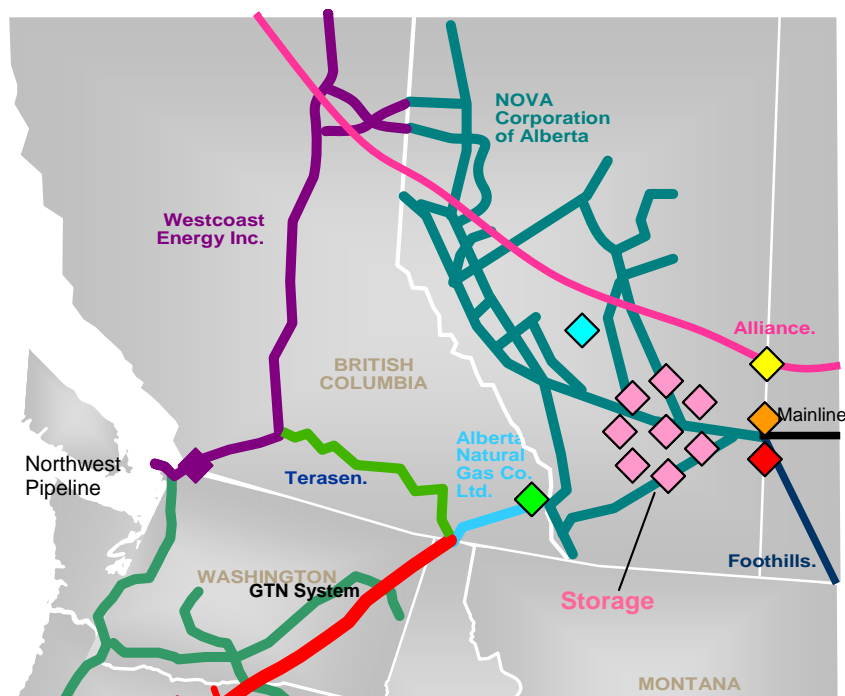 NOVA
Corporation
of Alberta
Westcoast
Energy Inc.
Alliance.
BRITISH
COLUMBIA
Mainline
Alberta
Natural
Gas Co.
Ltd.
Northwest
Pipeline
Terasen.
Foothills.
WASHINGTON
GTN System
Storage
MONTANA